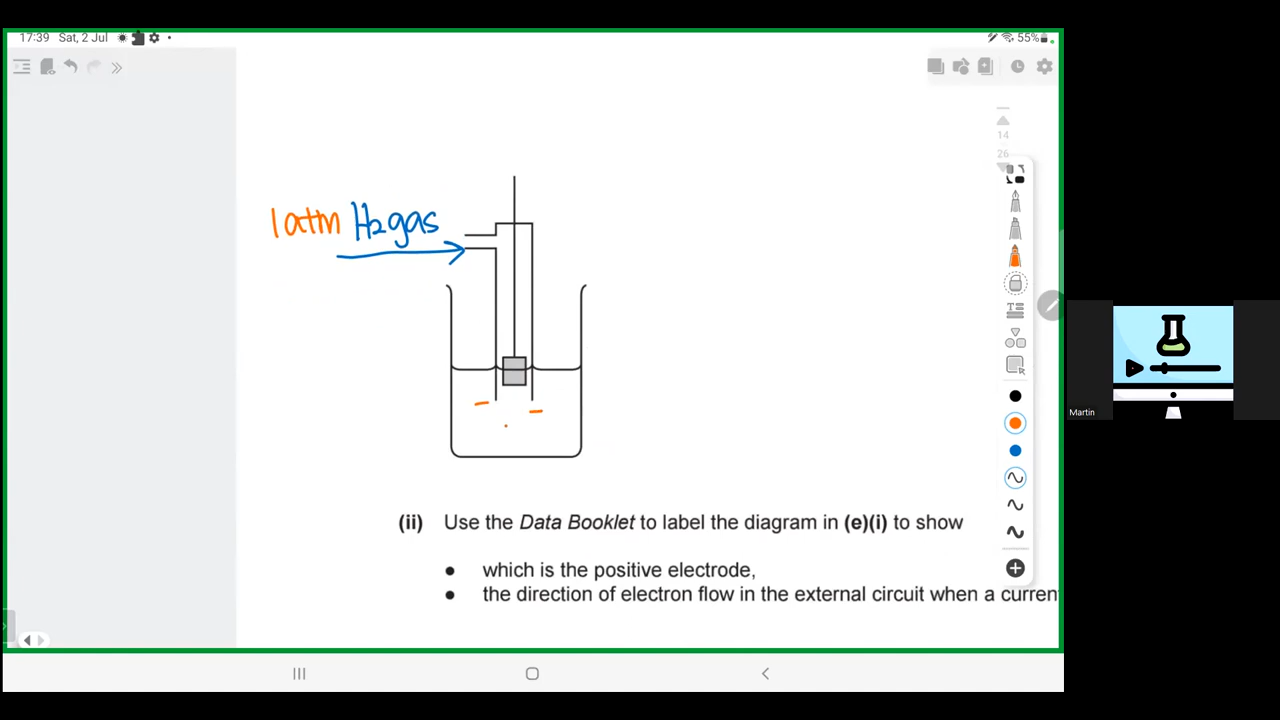 17:39 Sat, 2 Jul
55%
14
26
1atm H2 gas
Martin
(ii) Use the Data Booklet to label the diagram in (e)(i) to show
● which is the positive electrode,
● the direction of electron flow in the external circuit when a curren